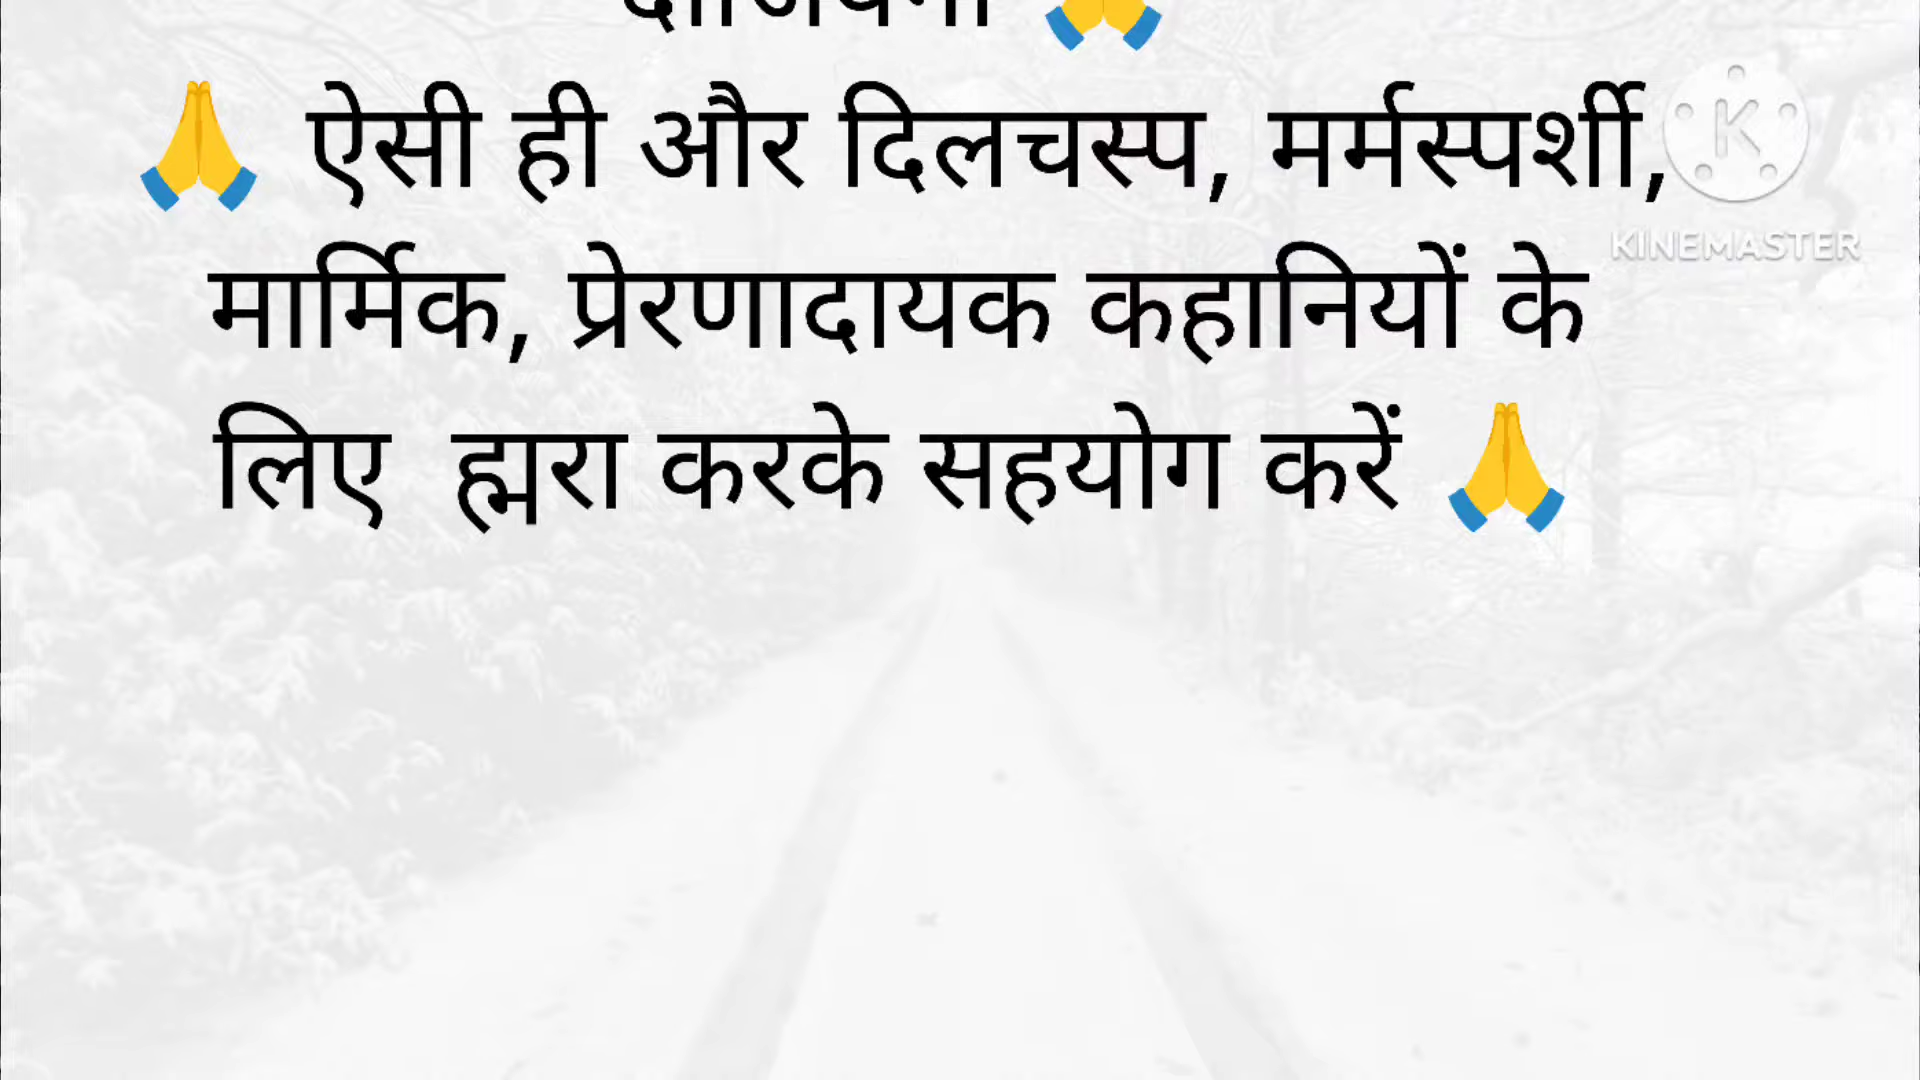 🙏 ऐसी ही और दिलचस्प, मर्मस्पर्शी,
मार्मिक, प्रेरणादायक कहानियों के
लिए ह्मरा करके सहयोग करें 🙏
KINEMASTER